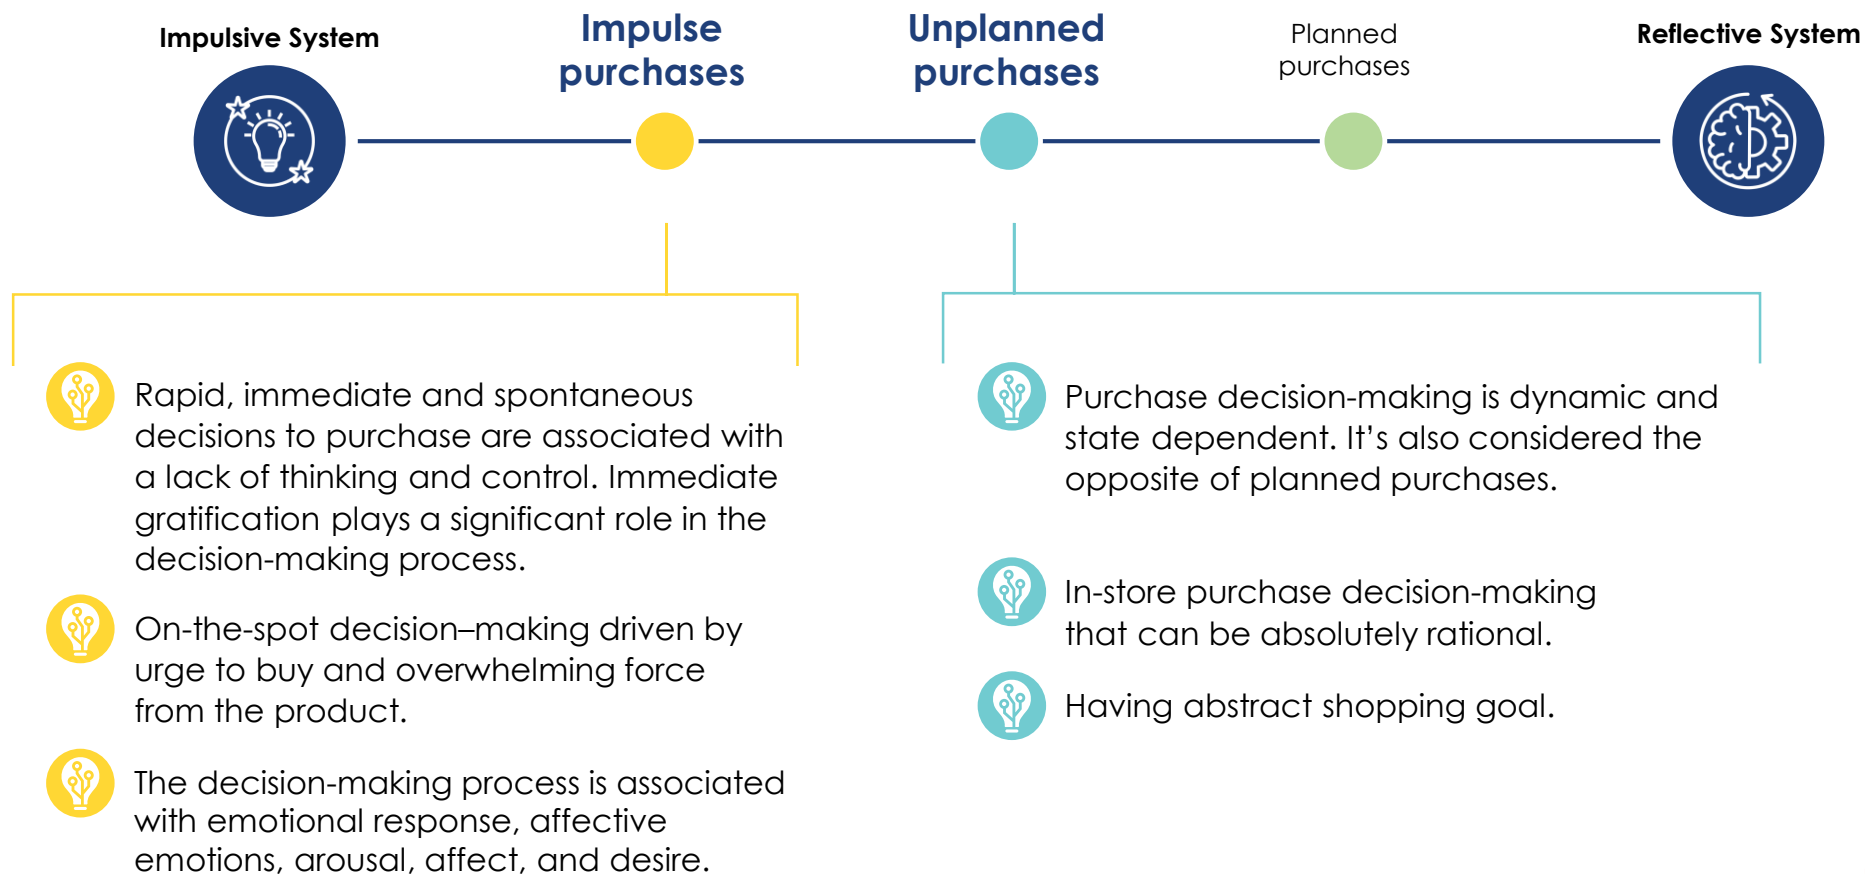 Impulsive System
Impulse
purchases
Unplanned
purchases
Planned
purchases
Reflective System
Rapid, immediate and spontaneous
decisions to purchase are associated with
a lack of thinking and control. Immediate
gratification plays a significant role in the
decision-making process.
On-the-spot decision–making driven by
urge to buy and overwhelming force
from the product.
The decision-making process is associated
with emotional response, affective
emotions, arousal, affect, and desire.
Purchase decision-making is dynamic and
state dependent. It’s also considered the
opposite of planned purchases.
In-store purchase decision-making
that can be absolutely rational.
Having abstract shopping goal.